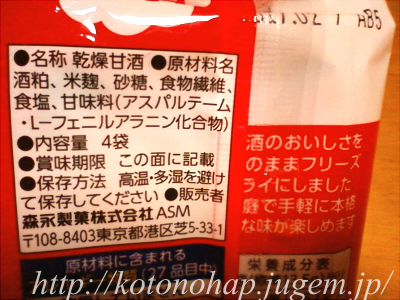 ●名称 乾燥甘酒 ●原材料名
酒粕、米麹、砂糖、食物繊維、
食塩、甘味料(アスパルテーム
・L-フェニルアラニン化合物)
●内容量 4袋
●賞味期限 この面に記載
●保存方法 高温・多湿を避け
て保存してください。●販売者
森永製菓株式会社 ASM
〒108-8403東京都港区芝5-33-1
原材料に含まれる
(27品目中)
A85
酒のおいしさを
のままフリーズ
ライにしました
庭で手軽に本格
な味が楽しめます
栄養成分表
http://kotonohap.jugem.jp/